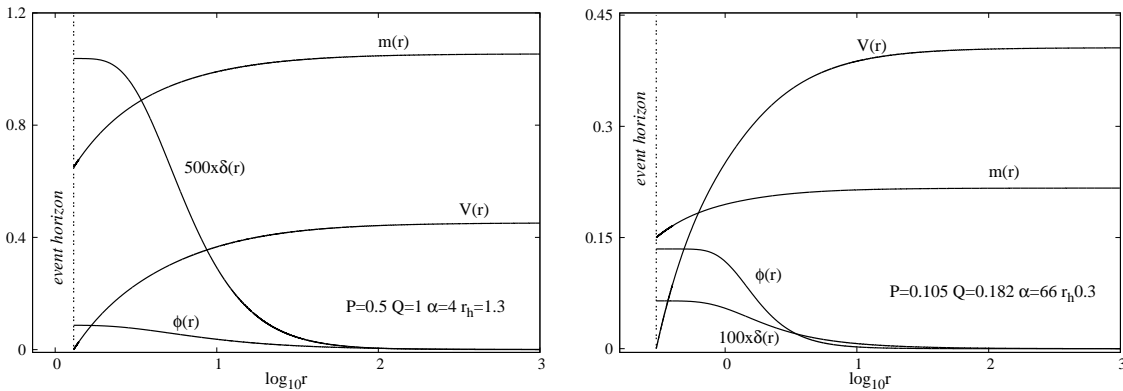 1.2
0.8
0.4
0
0
1
2
3
log10r
event horizon
m(r)
500xδ(r)
V(r)
ϕ(r)
P=0.5 Q=1 α=4 rh=1.3
0.45
0.3
0.15
0
0
1
2
3
log10r
event horizon
V(r)
m(r)
ϕ(r)
100xδ(r)
P=0.105 Q=0.182 α=66 rh0.3